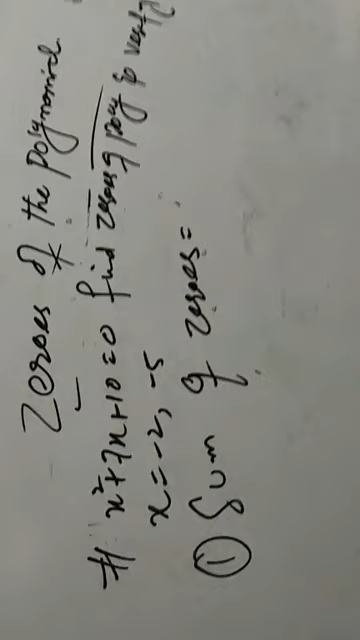 Zeroes of the polynomial
# x²+7x+10=0 find zeroes of poly & verify
x=-2, -5
① Sum of zeroes=